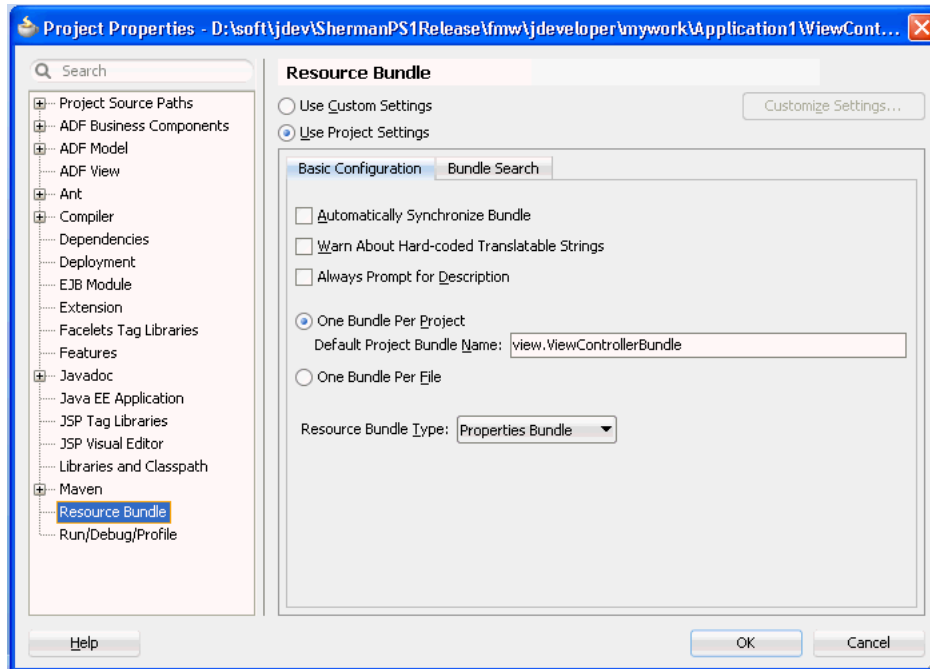 Project Properties - D:\soft\jdev\ShermanPS1Release\fmw\jdeveloper\mywork\Application1\ViewCont...
Search
Project Source Paths
ADF Business Components
ADF Model
ADF View
Ant
Compiler
Dependencies
Deployment
EJB Module
Extension
Facelets Tag Libraries
Features
Javadoc
Java EE Application
JSP Tag Libraries
JSP Visual Editor
Libraries and Classpath
Maven
Resource Bundle
Run/Debug/Profile
Resource Bundle
Use Custom Settings
Customize Settings...
Use Project Settings
Basic Configuration
Bundle Search
Automatically Synchronize Bundle
Warn About Hard-coded Translatable Strings
Always Prompt for Description
One Bundle Per Project
Default Project Bundle Name: view.ViewControllerBundle
One Bundle Per File
Resource Bundle Type: Properties Bundle
Help
OK
Cancel